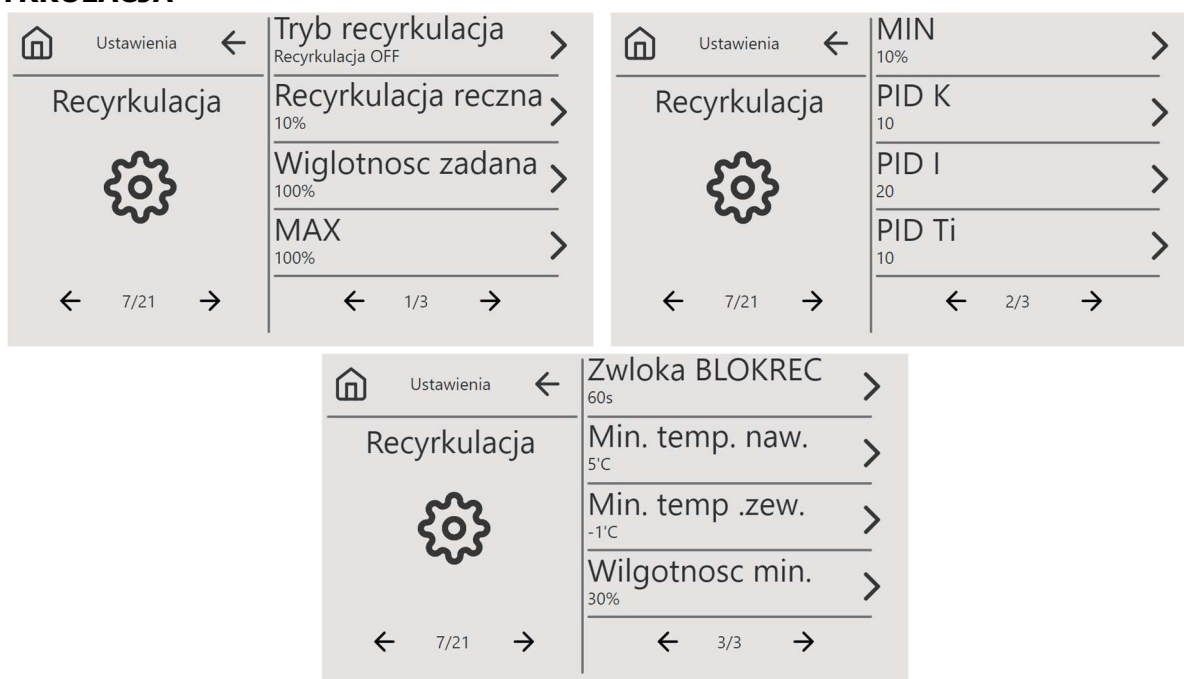 Ustawienia
Recyrkulacja
7/21
Tryb recyrkulacja
Recyrkulacja OFF
Recyrkulacja reczna
10%
Wiglotnosc zadana
100%
MAX
100%
1/3
Ustawienia
Recyrkulacja
7/21
MIN
10%
PID K
10
PID I
20
PID Ti
10
2/3
Ustawienia
Recyrkulacja
7/21
Zwloka BLOKREC
60s
Min. temp. naw.
5'C
Min. temp .zew.
-1'C
Wilgotnosc min.
30%
3/3